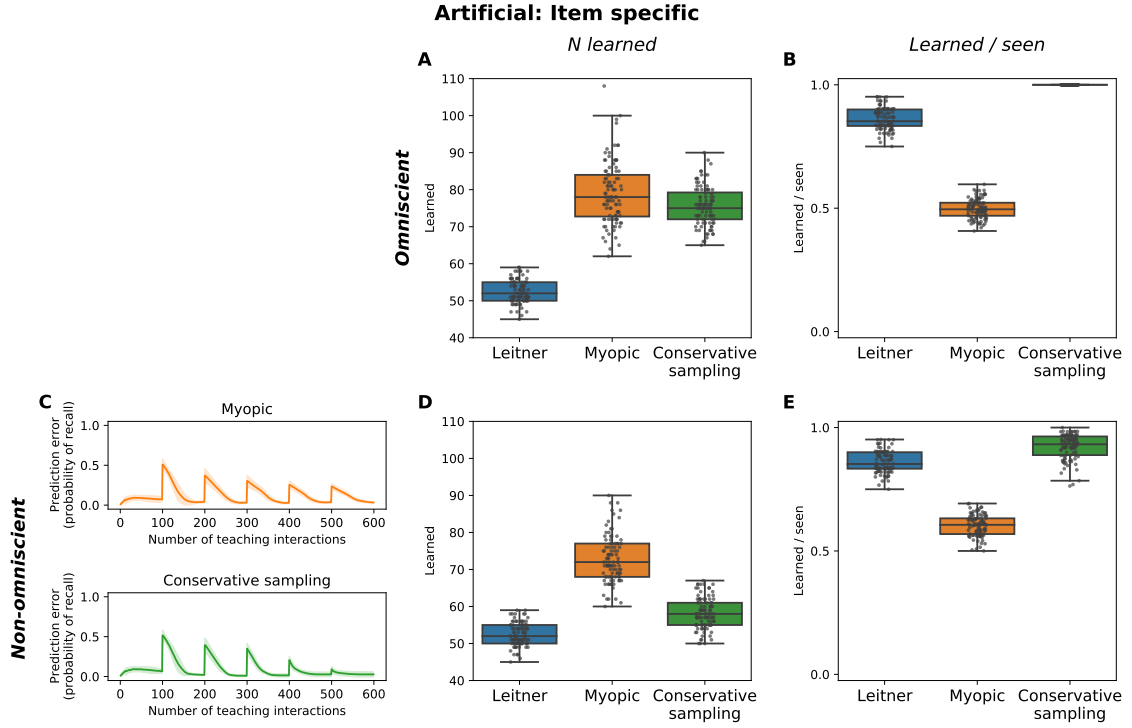 Artificial: Item specific
N learned
Learned / seen
A
B
Omniscient
Learned
110
100
90
80
70
60
50
40
Leitner
Myopic
Conservative
sampling
Learned / seen
1.0
0.5
0.0
Leitner
Myopic
Conservative
sampling
Non-omniscient
C
Myopic
Prediction error
(probability of recall)
1.0
0.5
0.0
0
100
200
300
400
500
600
Number of teaching interactions
Conservative sampling
Prediction error
(probability of recall)
1.0
0.5
0.0
0
100
200
300
400
500
600
Number of teaching interactions
D
Learned
110
100
90
80
70
60
50
40
Leitner
Myopic
Conservative
sampling
E
Learned / seen
1.0
0.5
0.0
Leitner
Myopic
Conservative
sampling